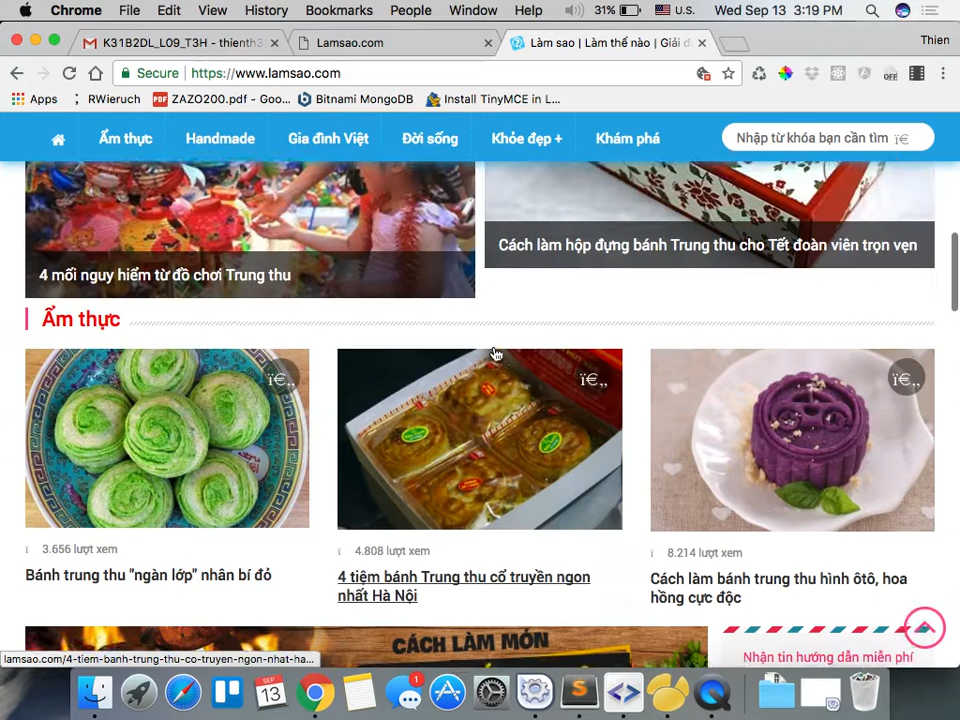 Chrome File Edit View History Bookmarks People Window Help 31% U.S. Wed Sep 13 3:19 PM
K31B2DL_L09_T3H - thienth3
Lamsao.com
Làm sao | Làm thế nào | Giải đ
Thien
Secure https://www.lamsao.com
Apps RWieruch ZAZO200.pdf - Goo... Bitnami MongoDB Install TinyMCE in L...
Ẩm thực Handmade Gia đình Việt Đời sống Khỏe đẹp + Khám phá Nhập từ khóa bạn cần tìm ï€
Cách làm hộp đựng bánh Trung thu cho Tết đoàn viên trọn vẹn
4 mối nguy hiểm từ đồ chơi Trung thu
Ẩm thực
ï€„ ï€„ ï€„
3.656 lượt xem
Bánh trung thu "ngàn lớp" nhân bí đỏ
4.808 lượt xem
4 tiệm bánh Trung thu cổ truyền ngon
nhất Hà Nội
8.214 lượt xem
Cách làm bánh trung thu hình ôtô, hoa
hồng cực độc
CÁCH LÀM MÓN
Nhận tin hướng dẫn miễn phí
lamsao.com/4-tiem-banh-trung-thu-co-truyen-ngon-nhat-ha...
SEP
13
1